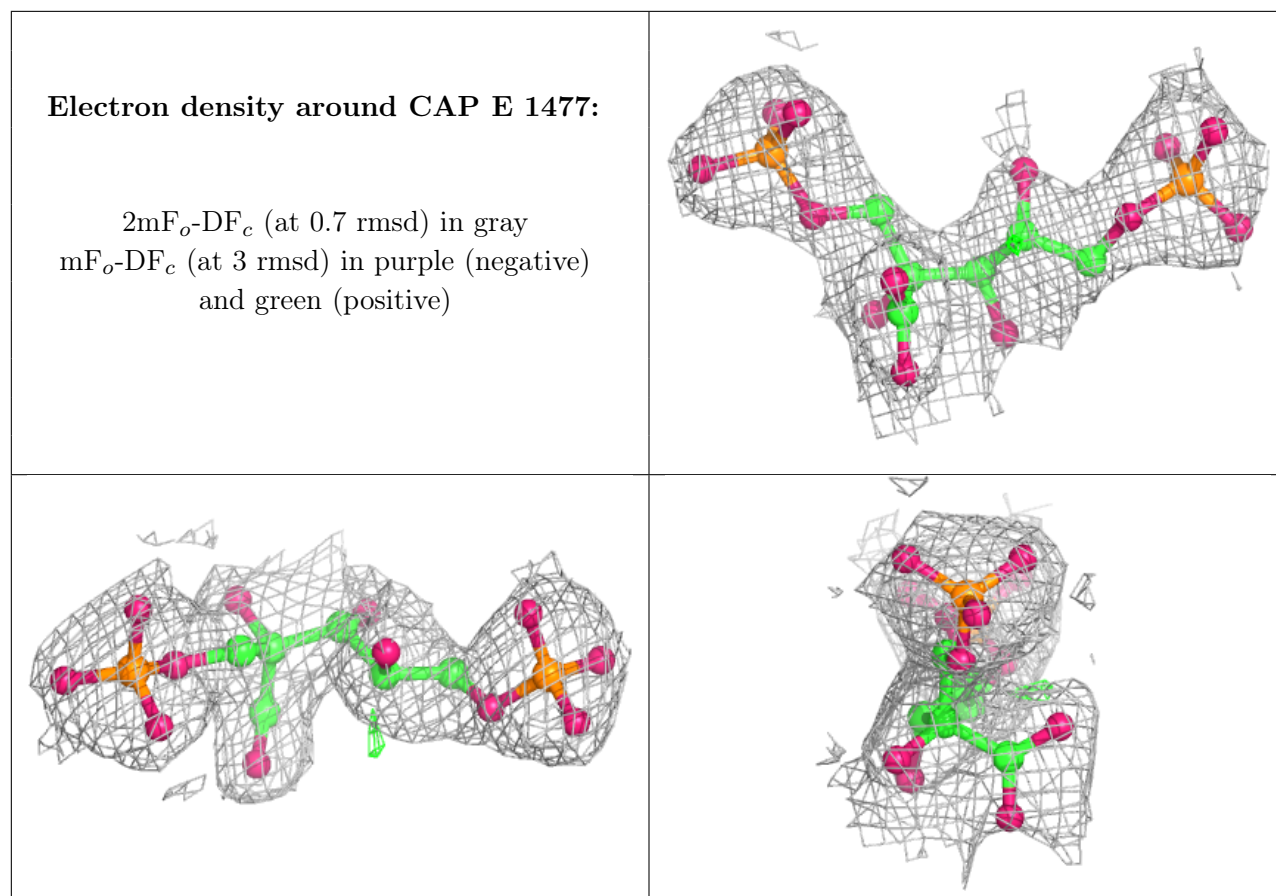 Electron density around CAP E 1477:
2mFo-DFc (at 0.7 rmsd) in gray
mFo-DFc (at 3 rmsd) in purple (negative)
and green (positive)